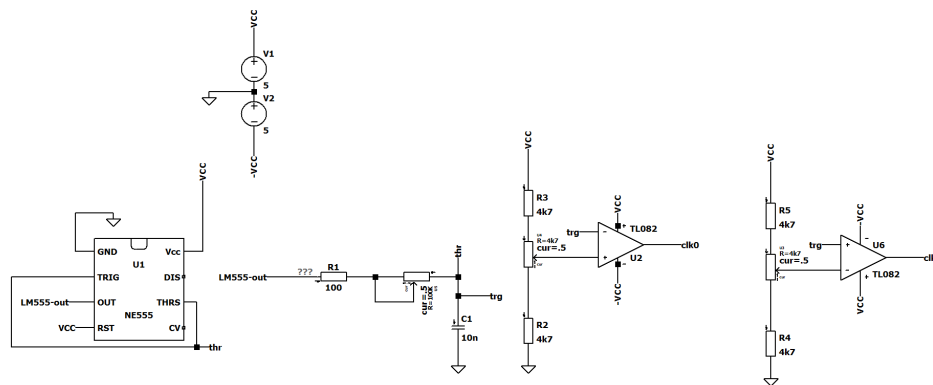 VCC
V1
5
V2
5
-VCC
VCC
GND
U1
Vcc
TRIG
DIS
LM555-out
OUT
THRS
VCC
RST
NE555
CV
thr
LM555-out
???
R1
100
cur=.5
R=100K
thr
trg
C1
10n
VCC
R3
4k7
R=4k7
cur=.5
R2
4k7
VCC
TL082
trg
U2
-VCC
clk0
VCC
R5
4k7
R=4k7
cur=.5
R4
4k7
-VCC
U6
trg
TL082
VCC
clk